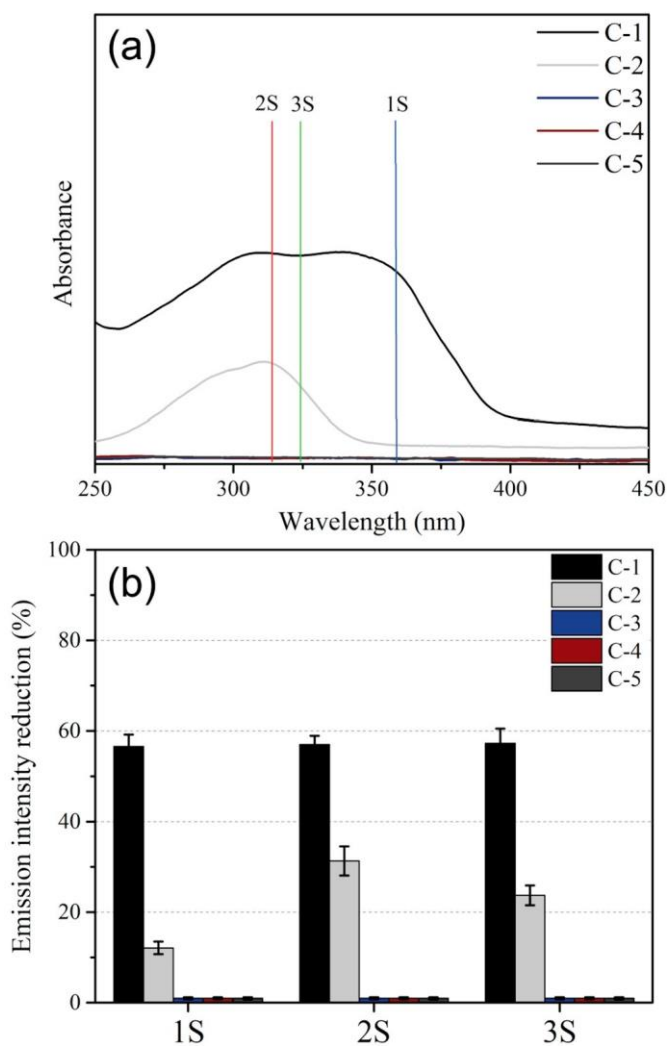 (a)
C-1
C-2
C-3
C-4
C-5
2S 3S 1S
Absorbance
250 300 350 400 450
Wavelength (nm)
(b)
C-1
C-2
C-3
C-4
C-5
Emission intensity reduction (%)
100
80
60
40
20
0
1S 2S 3S